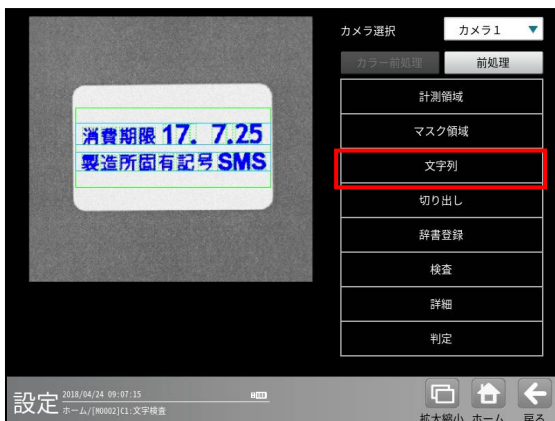 カメラ選択
カメラ1
カラー前処理
前処理
計測領域
マスク領域
文字列
切り出し
辞書登録
検査
詳細
判定
消費期限 17. 7.25
製造所固有記号 SMS
設定
2018/04/24 09:07:15
ホーム/[M0002]C1:文字検査
拡大縮小
ホーム
戻る